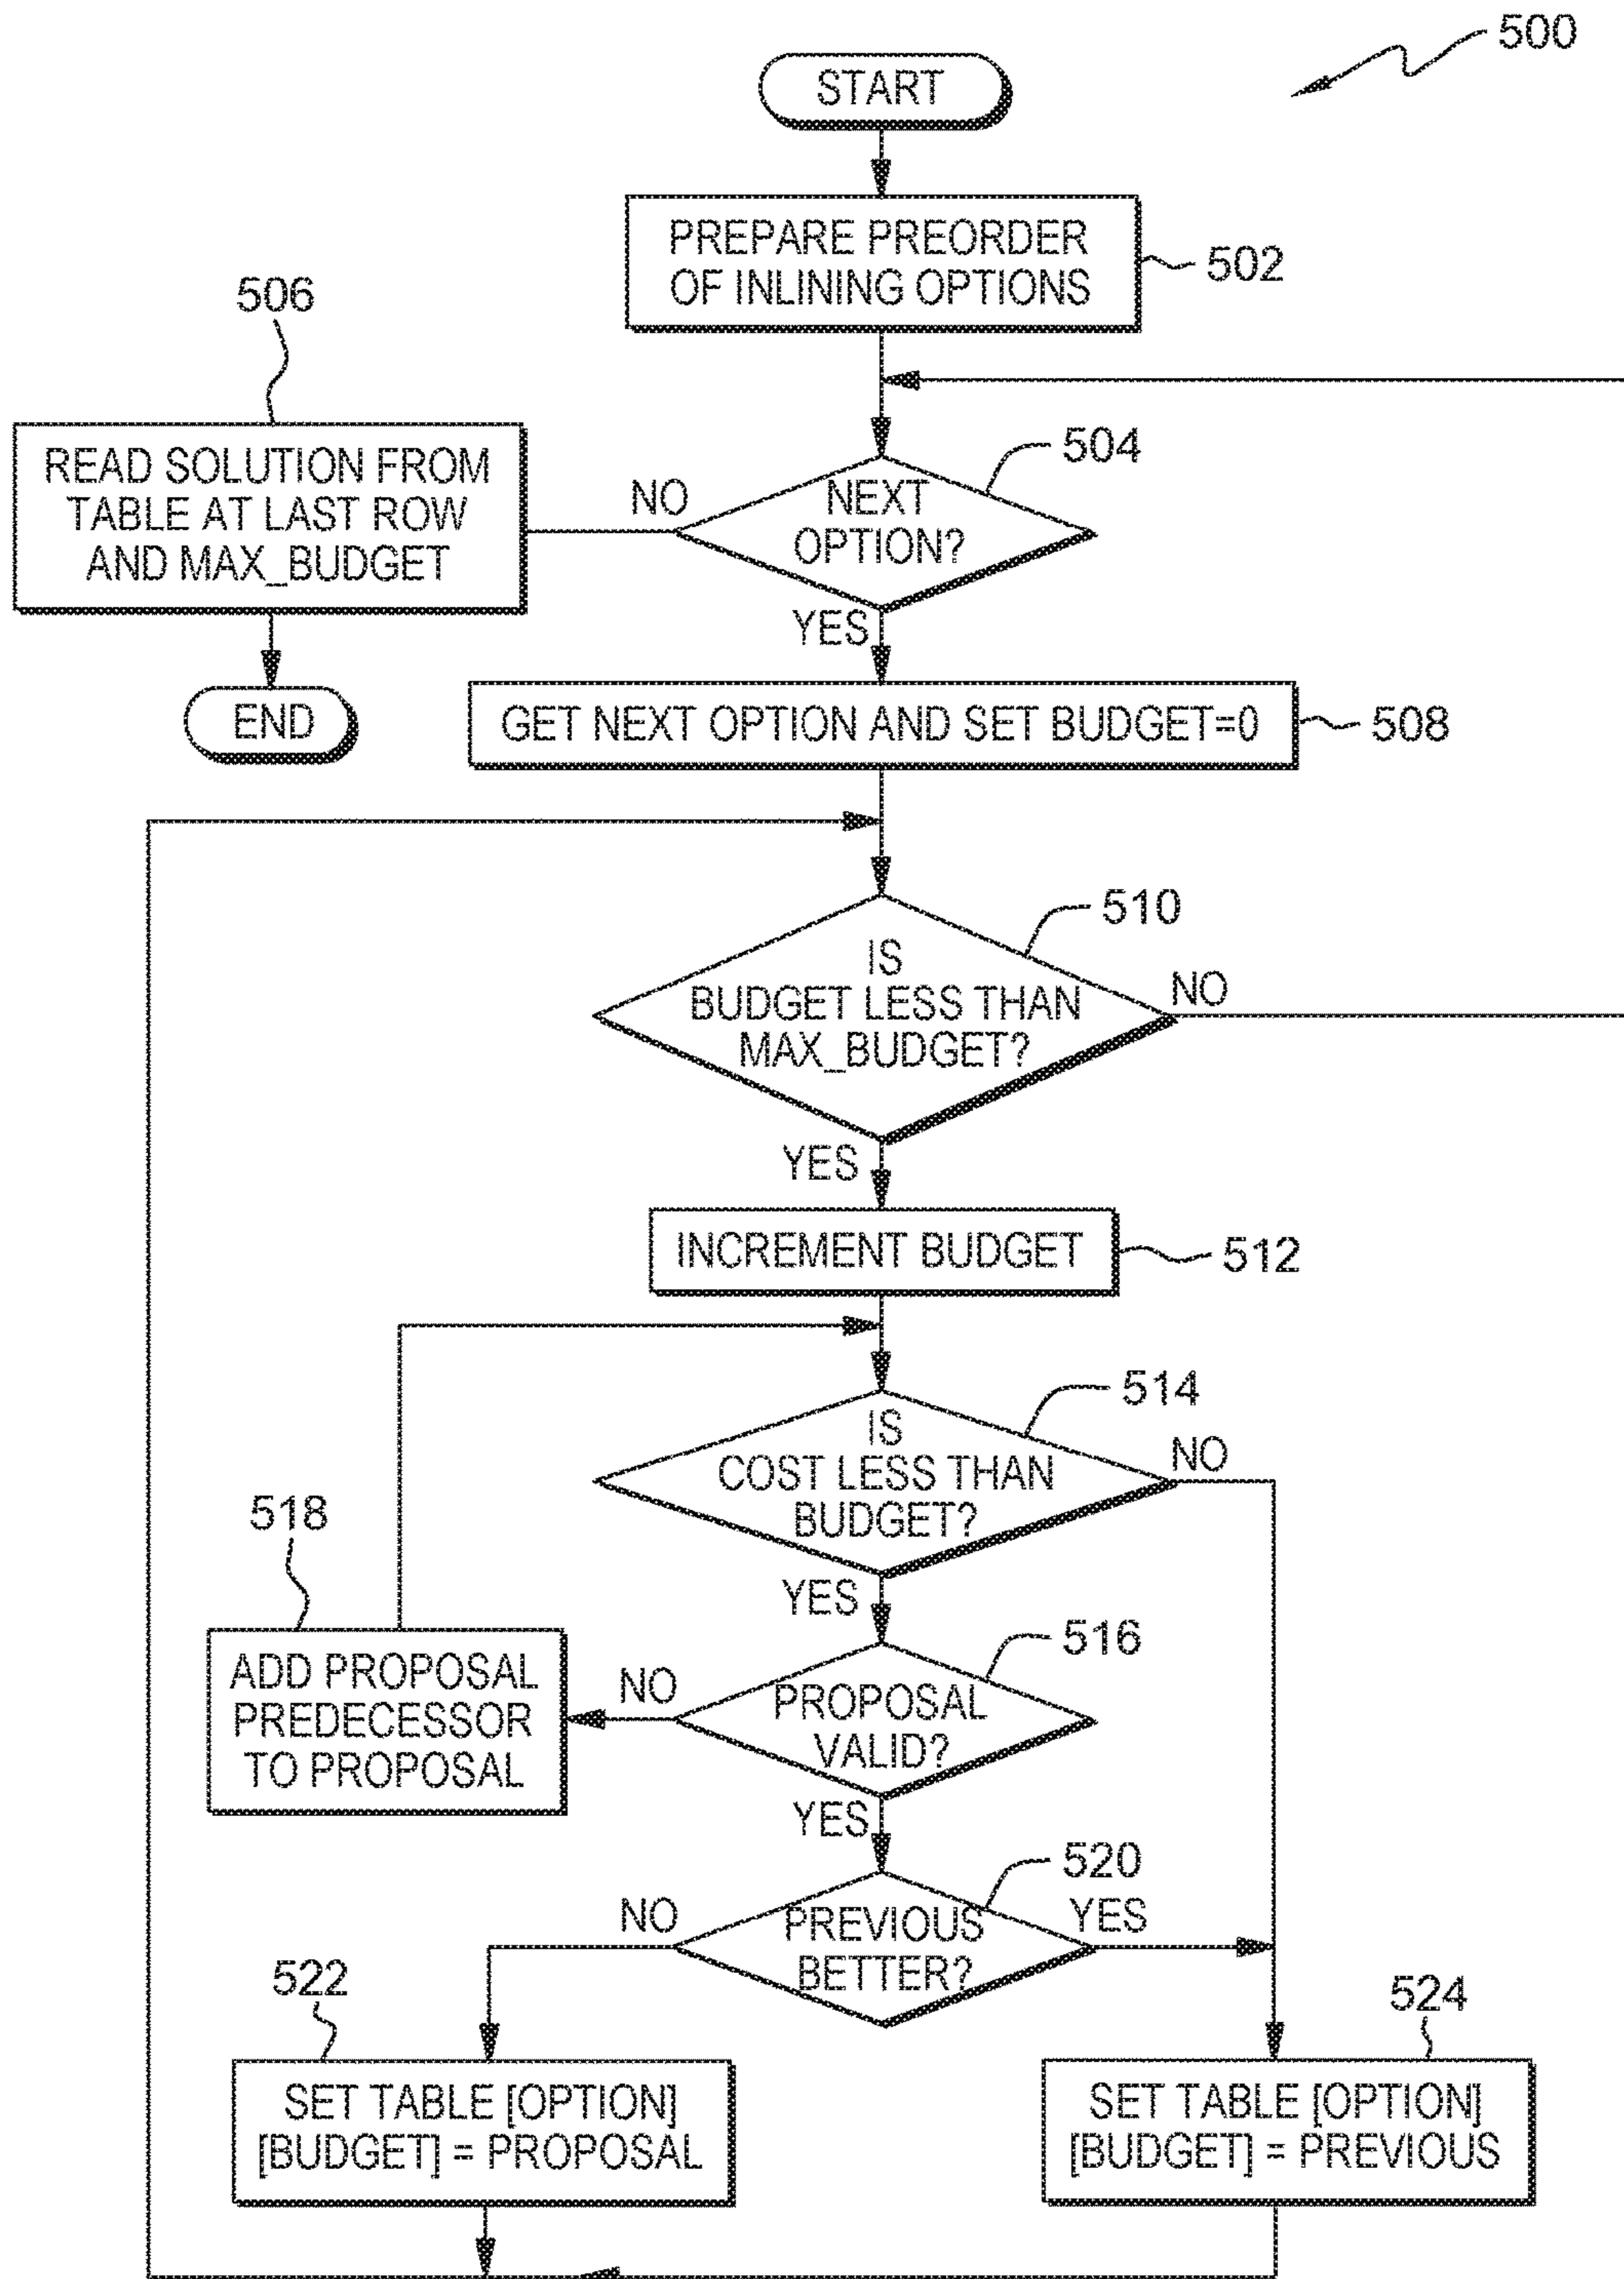 500
START
PREPARE PREORDER
OF INLINING OPTIONS
502
506
READ SOLUTION FROM
TABLE AT LAST ROW
AND MAX_BUDGET
NO
NEXT
OPTION?
504
YES
END
GET NEXT OPTION AND SET BUDGET=0
508
510
IS
BUDGET LESS THAN
MAX_BUDGET?
NO
YES
INCREMENT BUDGET
512
514
IS
COST LESS THAN
BUDGET?
NO
YES
518
ADD PROPOSAL
PREDECESSOR
TO PROPOSAL
NO
516
PROPOSAL
VALID?
YES
520
NO
PREVIOUS
BETTER?
YES
522
SET TABLE [OPTION]
[BUDGET] = PROPOSAL
524
SET TABLE [OPTION]
[BUDGET] = PREVIOUS